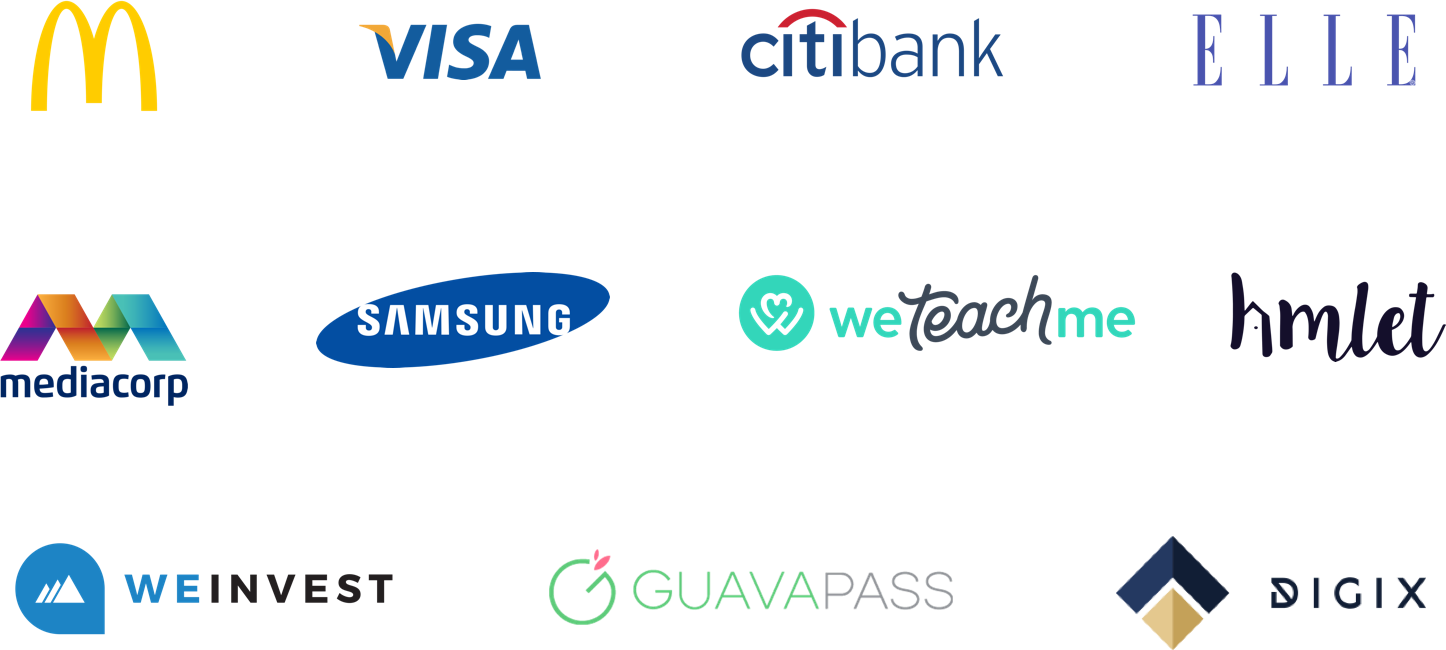 M
VISA
citibank
ELLE
mediacorp
SAMSUNG
weteachme
hmlet
WEINVEST
GUAVAPASS
DIGIX